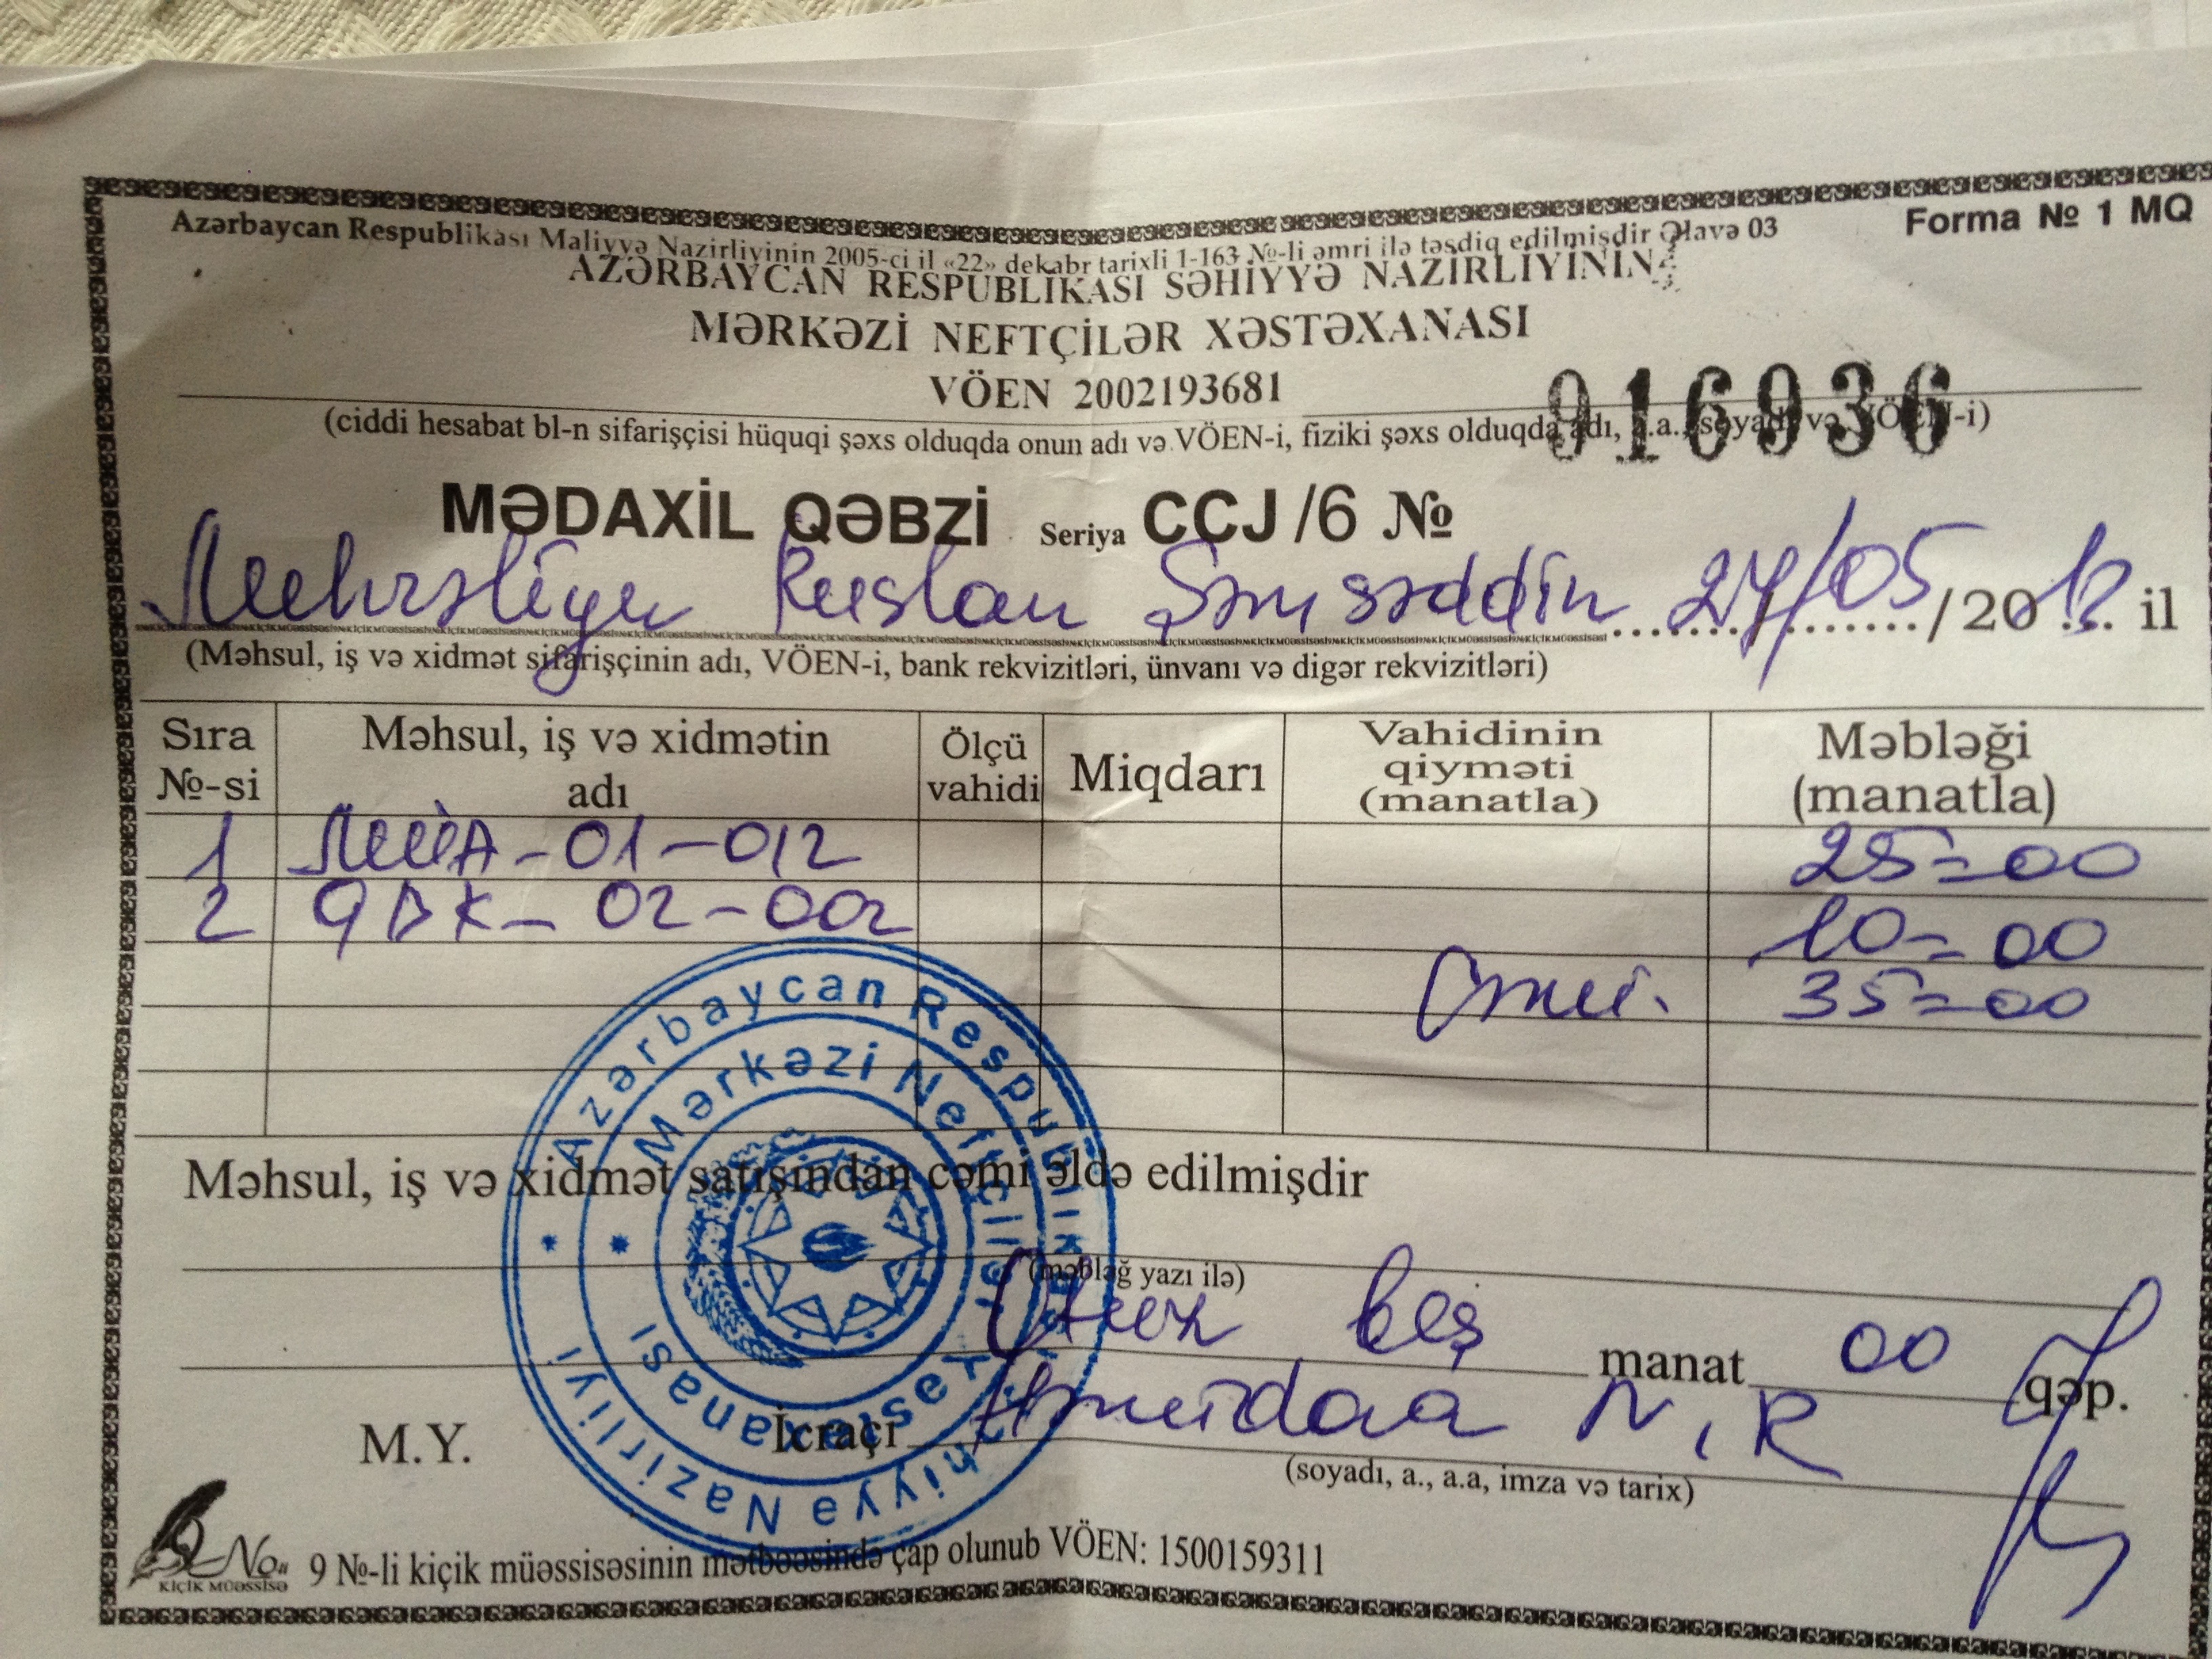 Azərbaycan Respublikası Maliyyə Nazirliyinin 2005-ci il «22» dekabr tarixli 1-163 №-li əmri ilə təsdiq edilmişdir Əlavə 03
Forma № 1 MQ
AZƏRBAYCAN RESPUBLİKASI SƏHİYYƏ NAZİRLİYİNİN
MƏRKƏZİ NEFTÇİLƏR XƏSTƏXANASI
VÖEN 2002193681
916936
(ciddi hesabat bl-n sifarişçisi hüquqi şəxs olduqda onun adı və VÖEN-i, fiziki şəxs olduqda adı, a.a., soyadı və VÖEN-i)
MƏDAXİL QƏBZİ Seriya CCJ /6 №
Ruslan Şəmsəddin 24/05/20 il
(Məhsul, iş və xidmət sifarişçinin adı, VÖEN-i, bank rekvizitləri, ünvanı və digər rekvizitləri)
Sıra №-si Məhsul, iş və xidmətin adı Ölçü vahidi Miqdarı Vahidinin qiyməti (manatla) Məbləği (manatla)
1 MÜA-01-012 25=00
2 QDK-02-002 10=00
Cəmi. 35=00
Məhsul, iş və xidmət satışından cəmi əldə edilmişdir
(məbləğ yazı ilə)
Otuz beş manat 00 qəp.
M.Y. İcraçı N, R
(soyadı, a., a.a, imza və tarix)
Azərbaycan Respublikası Səhiyyə Nazirliyi
Mərkəzi Neftçilər Xəstəxanası
KİÇİK MÜƏSSİSƏ
9 №-li kiçik müəssisəsinin mətbəəsində çap olunub VÖEN: 1500159311